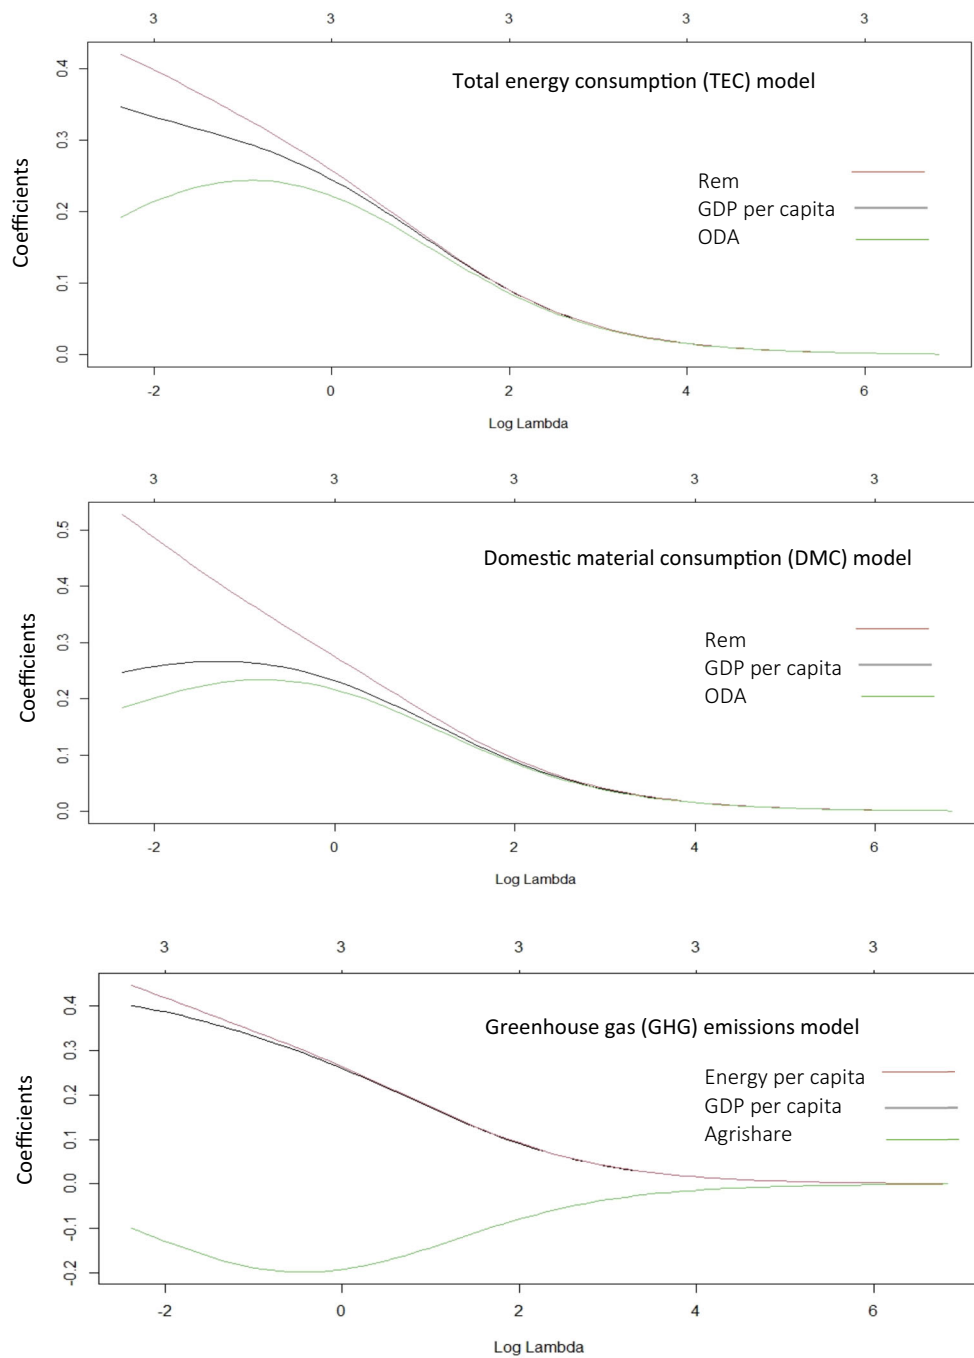 3 3 3 3 3
Total energy consumption (TEC) model
Coefficients
0.4
0.3
0.2
0.1
0.0
Rem
GDP per capita
ODA
-2 0 2 4 6
Log Lambda
3 3 3 3 3
Domestic material consumption (DMC) model
Coefficients
0.5
0.4
0.3
0.2
0.1
0.0
Rem
GDP per capita
ODA
-2 0 2 4 6
Log Lambda
3 3 3 3 3
Greenhouse gas (GHG) emissions model
Coefficients
0.4
0.3
0.2
0.1
0.0
-0.1
-0.2
Energy per capita
GDP per capita
Agrishare
-2 0 2 4 6
Log Lambda